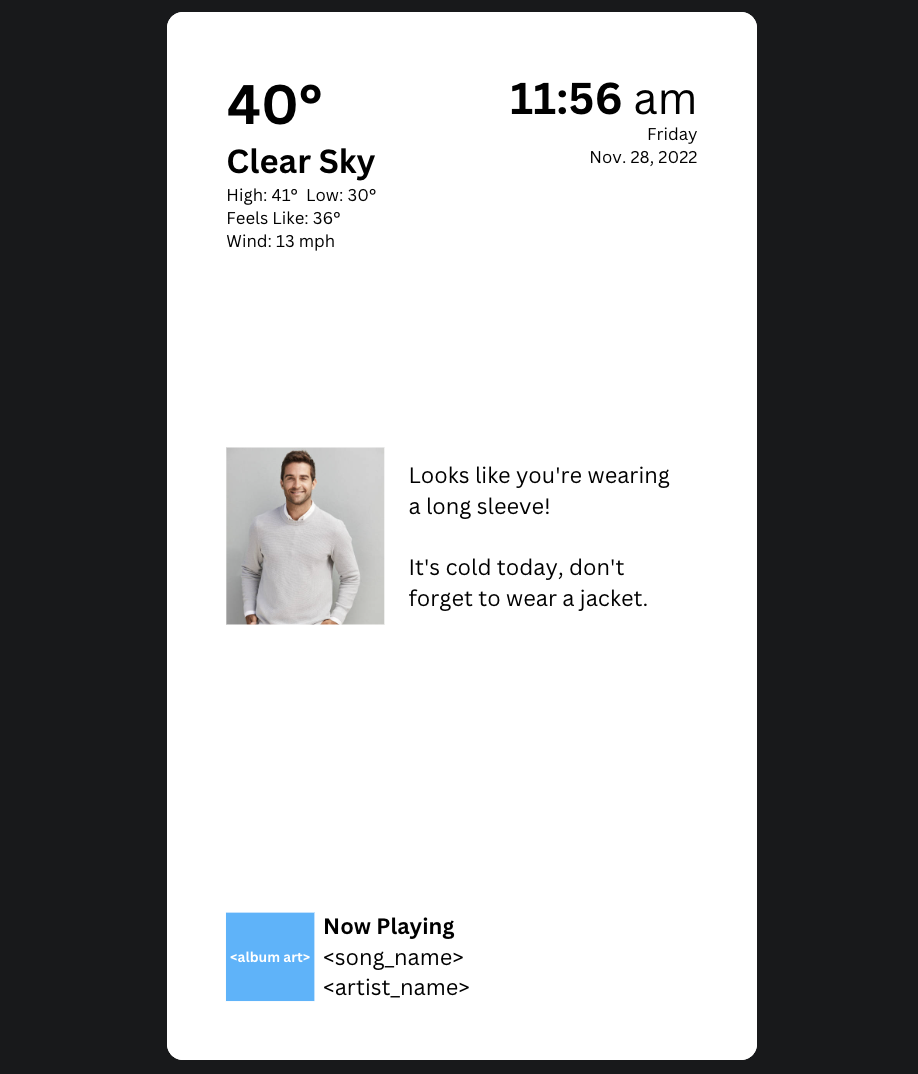 40°
Clear Sky
High: 41°  Low: 30°
Feels Like: 36°
Wind: 13 mph
11:56 am
Friday
Nov. 28, 2022
Looks like you're wearing
a long sleeve!
It's cold today, don't
forget to wear a jacket.
<album art>
Now Playing
<song_name>
<artist_name>